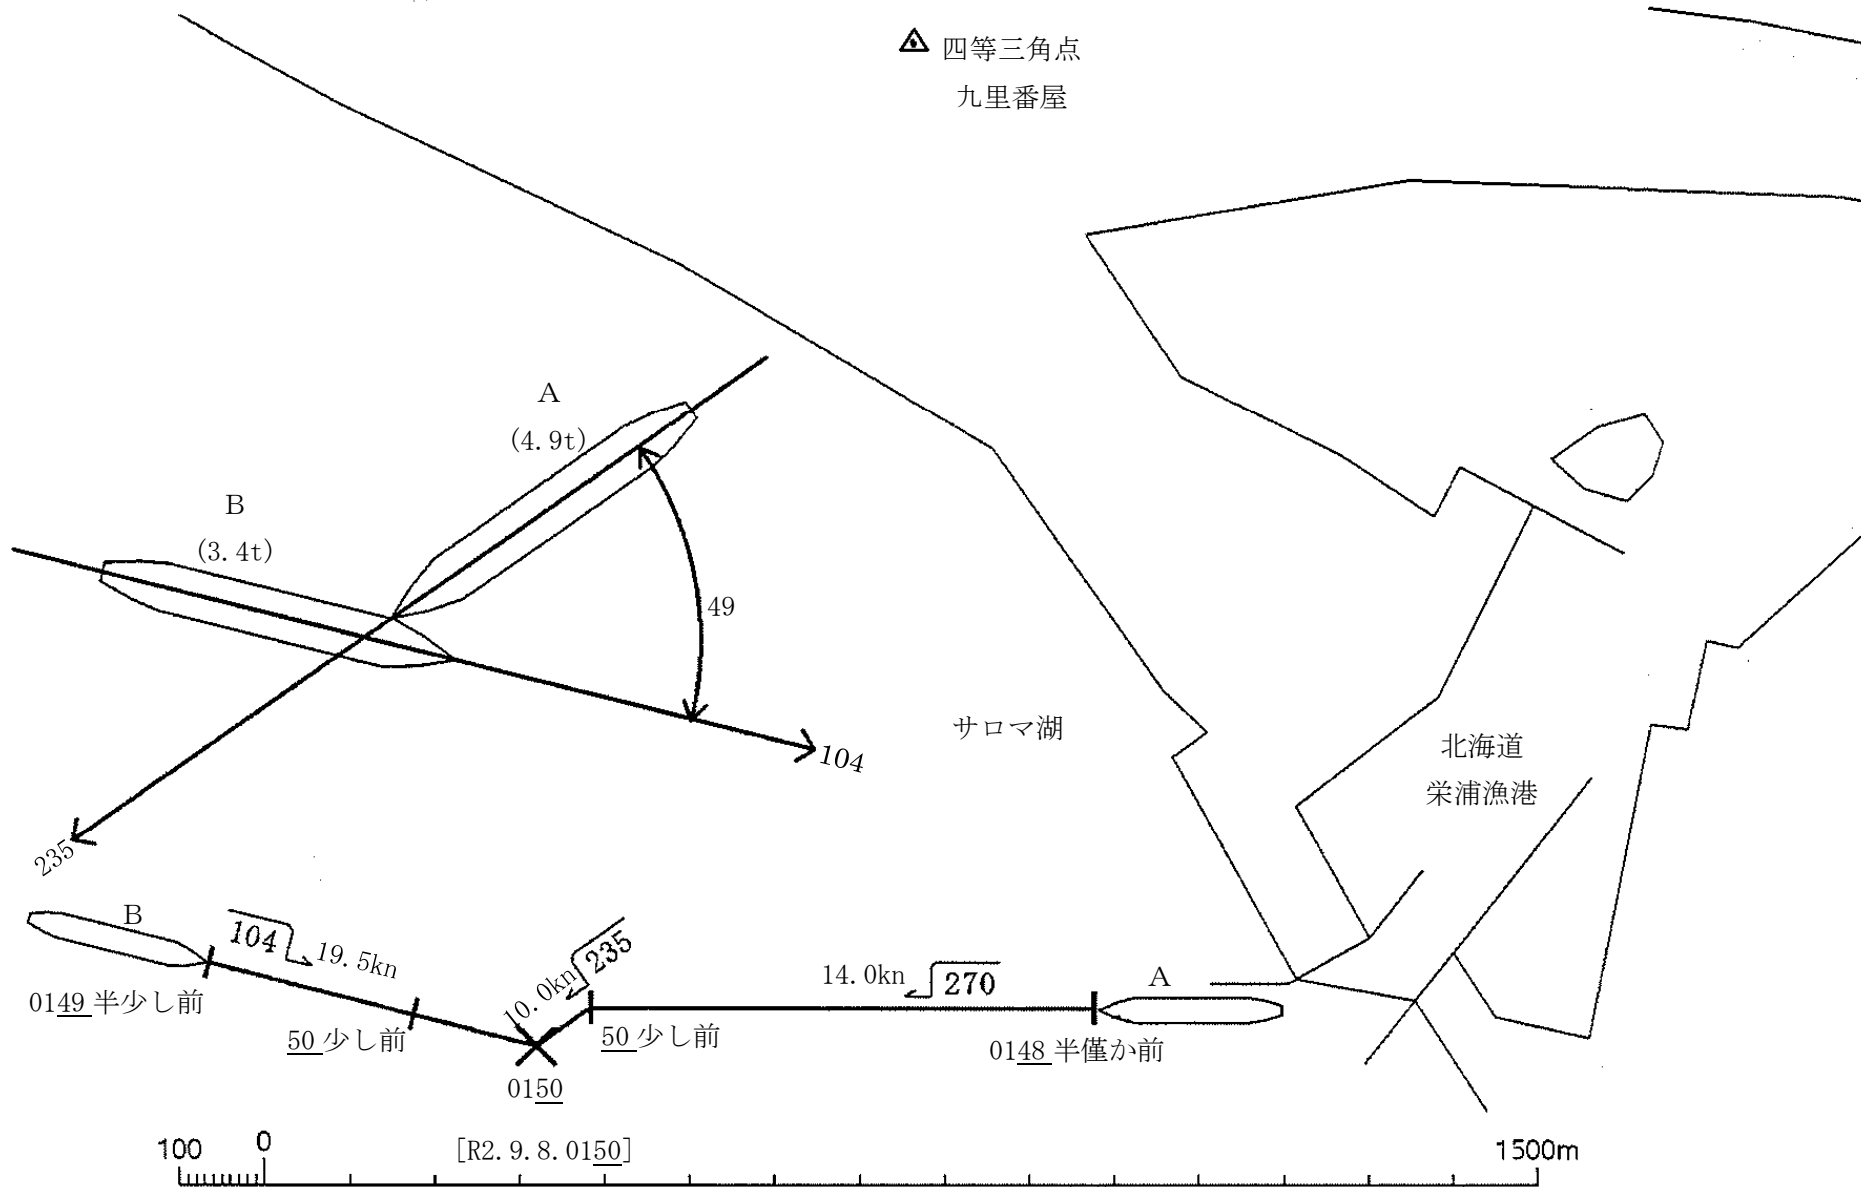 四等三角点
九里番屋
A
(4.9t)
B
(3.4t)
49
サロマ湖
104
北海道
栄浦漁港
235
B
104
19.5kn
10.0kn
235
14.0kn
270
A
0149半少し前
50少し前
50少し前
0148半僅か前
0150
100
0
[R2.9.8.0150]
1500m